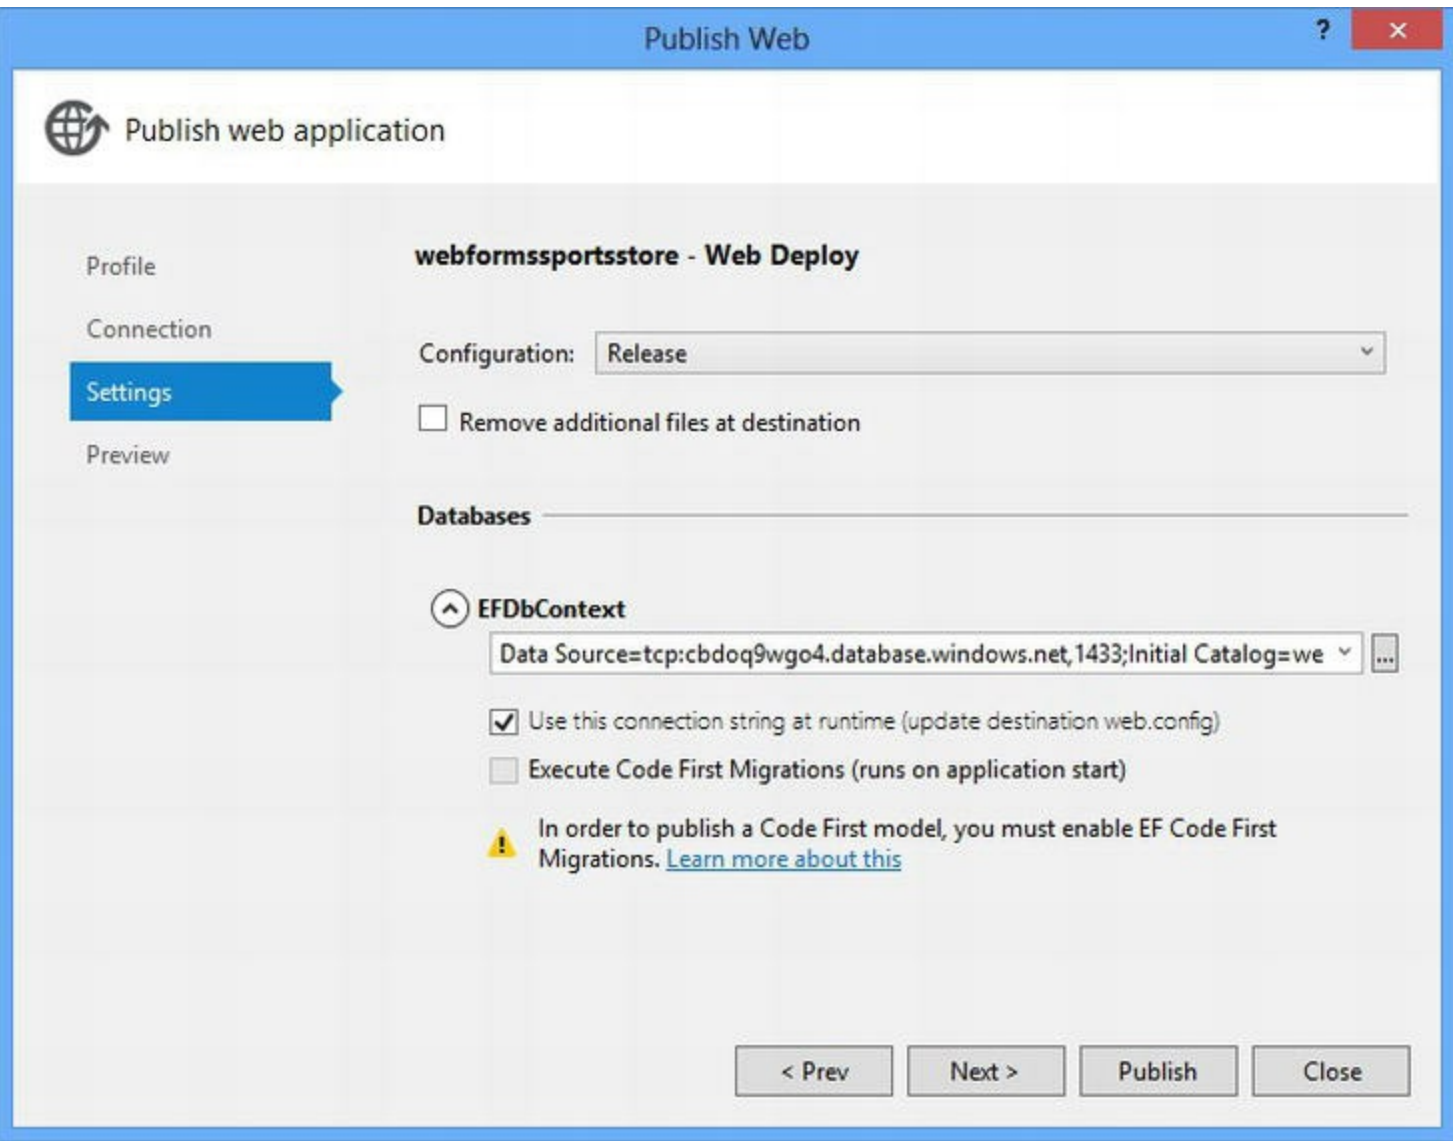 Publish Web
?
Publish web application
Profile
Connection
Settings
Preview
webformssportsstore - Web Deploy
Configuration: Release
Remove additional files at destination
Databases
EFDbContext
Data Source=tcp:cbdoq9wgo4.database.windows.net,1433;Initial Catalog=we
...
Use this connection string at runtime (update destination web.config)
Execute Code First Migrations (runs on application start)
In order to publish a Code First model, you must enable EF Code First
Migrations. Learn more about this
< Prev
Next >
Publish
Close